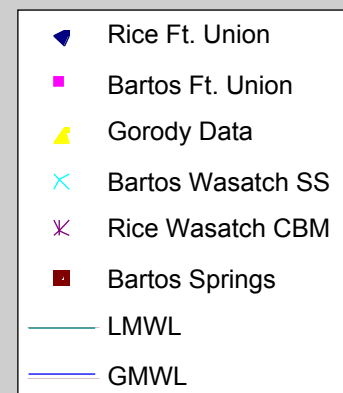 Rice Ft. Union
Bartos Ft. Union
Gorody Data
Bartos Wasatch SS
Rice Wasatch CBM
Bartos Springs
LMWL
GMWL